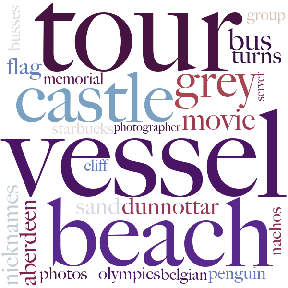 tour
group
busses
bus
turns
flag
memorial
grey
castle
server
starbucks
photographer
movie
vessel
cliff
nicknames
aberdeen
sand
dunnottar
beach
nachos
photos
olympics
belgian
penguin